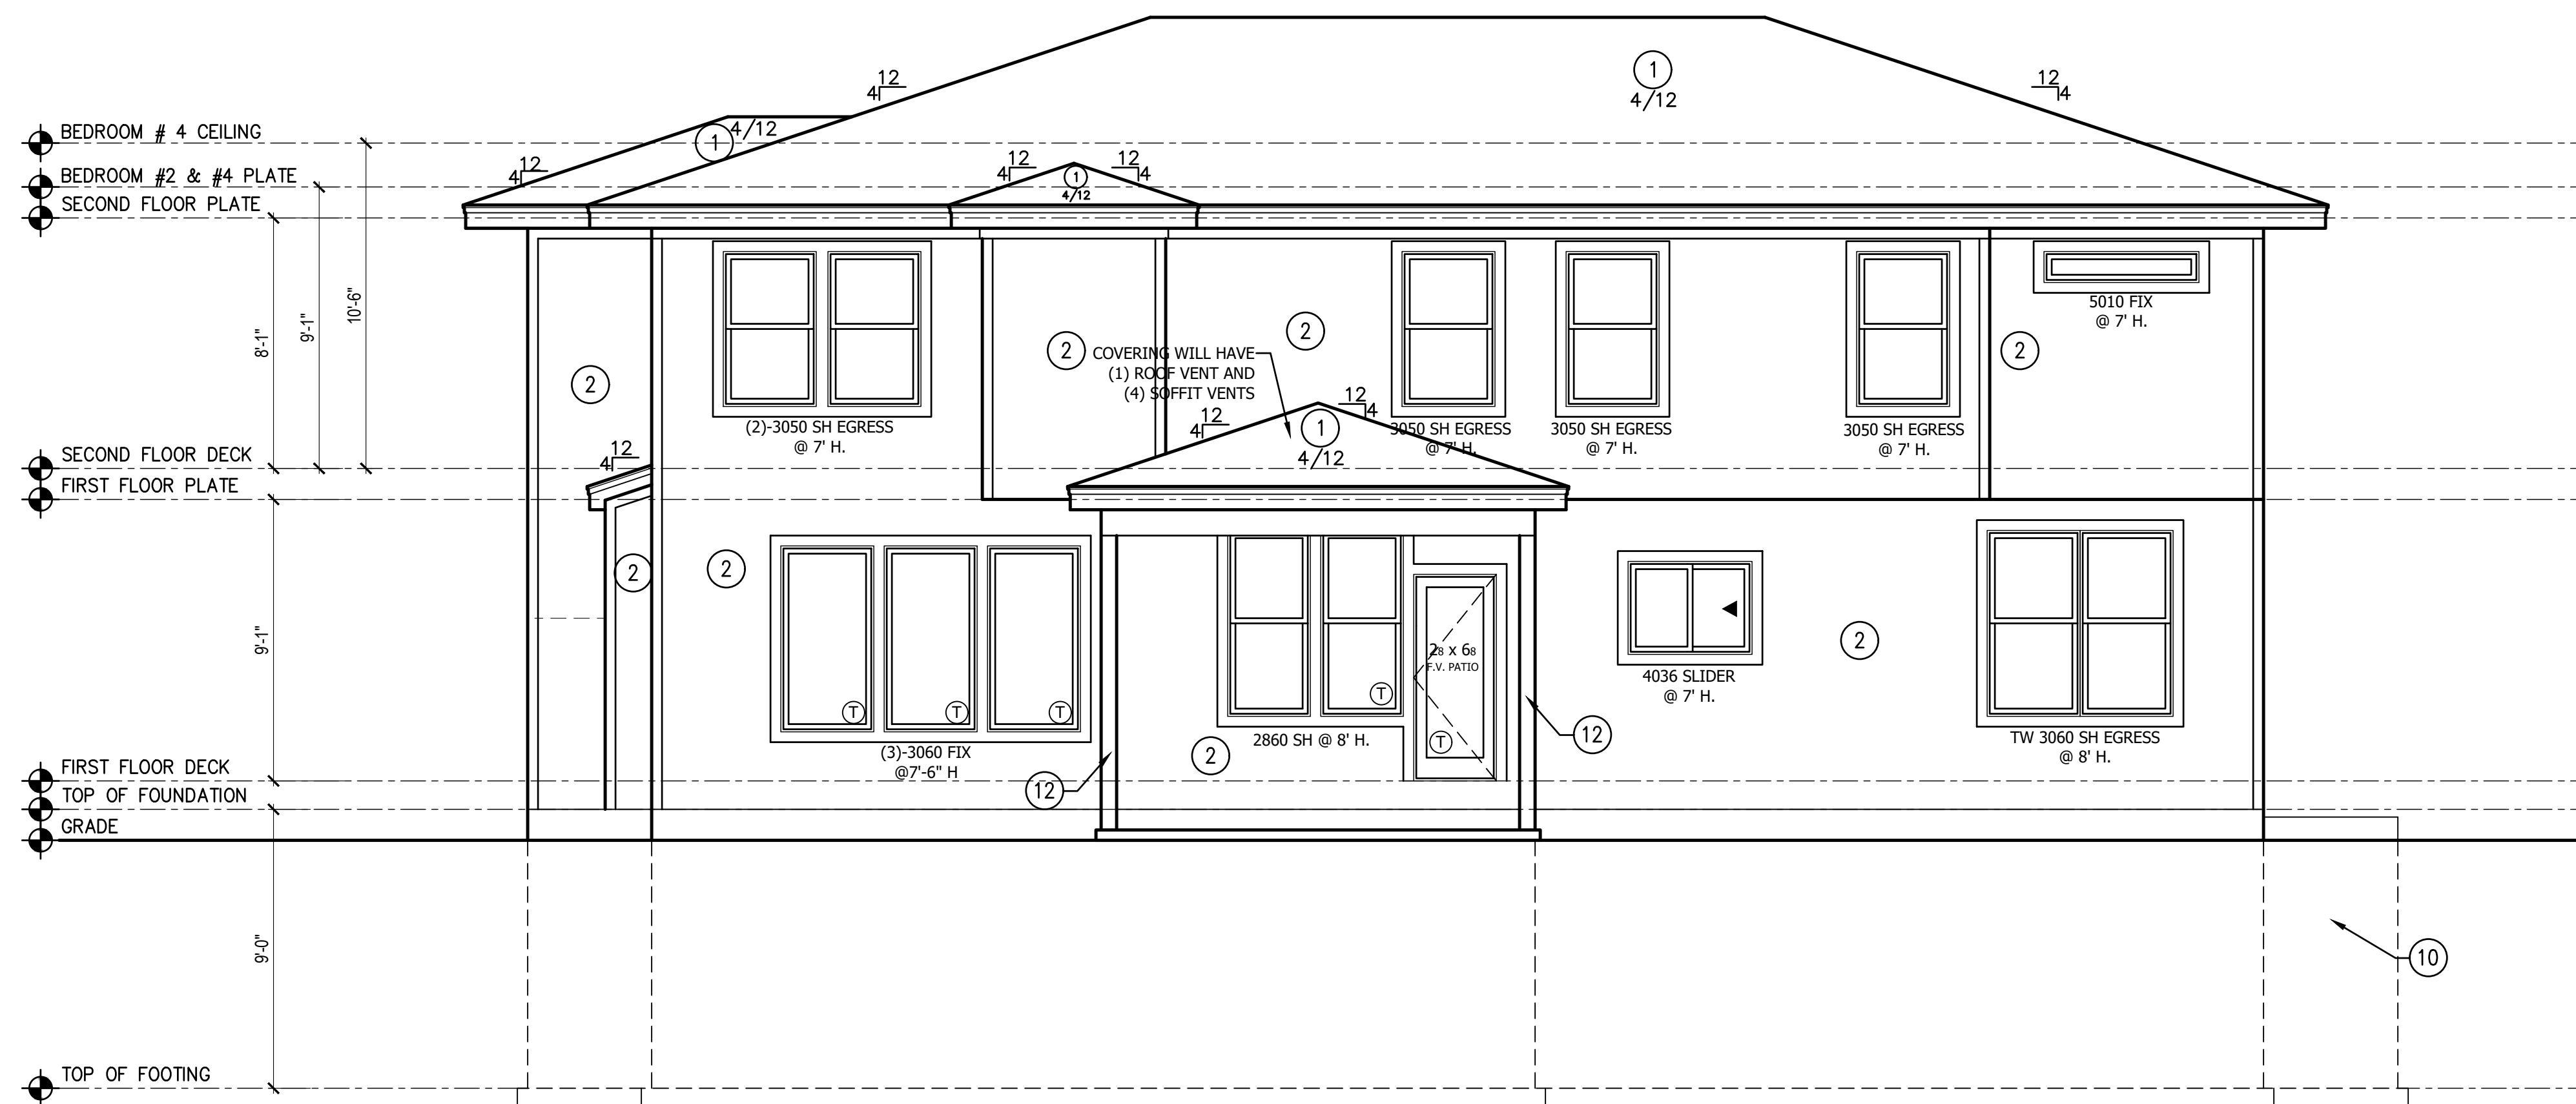 12
4
1
4/12
12
4
BEDROOM # 4 CEILING
1
4/12
12
4
12
4
12
4
1
4/12
BEDROOM #2 & #4 PLATE
SECOND FLOOR PLATE
8'-1"
9'-1"
10'-6"
5010 FIX
@ 7' H.
2
2
2
2
COVERING WILL HAVE
(1) ROOF VENT AND
(4) SOFFIT VENTS
12
4
12
4
1
4/12
(2)-3050 SH EGRESS
@ 7' H.
3050 SH EGRESS
@ 7' H.
3050 SH EGRESS
@ 7' H.
3050 SH EGRESS
@ 7' H.
12
4
SECOND FLOOR DECK
FIRST FLOOR PLATE
9'-1"
2
2
2
28 x 68
F.V. PATIO
4036 SLIDER
@ 7' H.
T
T
T
T
T
(3)-3060 FIX
@7'-6" H
2860 SH @ 8' H.
2
12
12
TW 3060 SH EGRESS
@ 8' H.
FIRST FLOOR DECK
TOP OF FOUNDATION
GRADE
9'-0"
10
TOP OF FOOTING